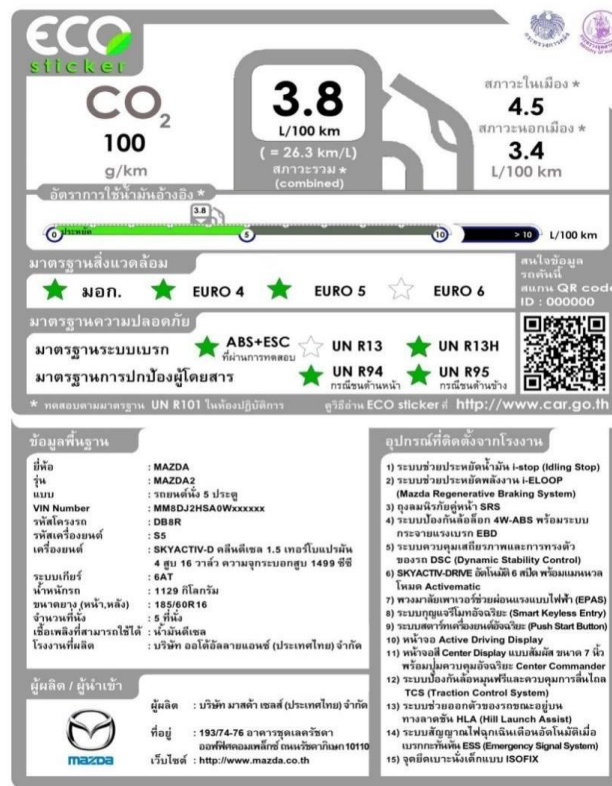 ECO
sticker
CO2
100
g/km
3.8
L/100 km
( = 26.3 km/L)
สภาวะรวม *
(combined)
สภาวะในเมือง *
4.5
สภาวะนอกเมือง *
3.4
L/100 km
อัตราการใช้น้ำมันอ้างอิง *
3.8
0 ประหยัด 5 10 > 10 L/100 km
มาตรฐานสิ่งแวดล้อม
มอก. EURO 4 EURO 5 EURO 6
สนใจข้อมูล
รถคันนี้
สแกน QR code
ID : 000000
มาตรฐานความปลอดภัย
มาตรฐานระบบเบรก ABS+ESC ที่ผ่านการทดสอบ UN R13 UN R13H
มาตรฐานการปกป้องผู้โดยสาร UN R94 กรณีชนด้านหน้า UN R95 กรณีชนด้านข้าง
* ทดสอบตามมาตรฐาน UN R101 ในห้องปฏิบัติการ ดูวิธีอ่าน ECO sticker ที่ http://www.car.go.th
ข้อมูลพื้นฐาน
ยี่ห้อ : MAZDA
รุ่น : MAZDA2
แบบ : รถยนต์นั่ง 5 ประตู
VIN Number : MM8DJ2HSA0Wxxxxxx
รหัสโครงรถ : DB8R
รหัสเครื่องยนต์ : S5
เครื่องยนต์ : SKYACTIV-D คลีนดีเซล 1.5 เทอร์โบแปรผัน
4 สูบ 16 วาล์ว ความจุกระบอกสูบ 1499 ซีซี
ระบบเกียร์ : 6AT
น้ำหนักรถ : 1129 กิโลกรัม
ขนาดยาง (หน้า,หลัง) : 185/60R16
จำนวนที่นั่ง : 5 ที่นั่ง
เชื้อเพลิงที่สามารถใช้ได้ : น้ำมันดีเซล
โรงงานที่ผลิต : บริษัท ออโต้อัลลายแอนซ์ (ประเทศไทย) จำกัด
ผู้ผลิต / ผู้นำเข้า
mazda
ผู้ผลิต : บริษัท มาสด้า เซลส์ (ประเทศไทย) จำกัด
ที่อยู่ : 193/74-76 อาคารชุดเลครัชดา
ออฟฟิศคอมเพล็กซ์ ถนนรัชดาภิเษก 10110
เว็บไซต์ : http://www.mazda.co.th
อุปกรณ์ที่ติดตั้งจากโรงงาน
1) ระบบช่วยประหยัดน้ำมัน i-stop (Idling Stop)
2) ระบบช่วยประหยัดพลังงาน i-ELOOP
(Mazda Regenerative Braking System)
3) ถุงลมนิรภัยคู่หน้า SRS
4) ระบบป้องกันล้อล็อก 4W-ABS พร้อมระบบ
กระจายแรงเบรก EBD
5) ระบบควบคุมเสถียรภาพและการทรงตัว
ของรถ DSC (Dynamic Stability Control)
6) SKYACTIV-DRIVE อัตโนมัติ 6 สปีด พร้อมแมนนวล
โหมด Activematic
7) พวงมาลัยเพาเวอร์ช่วยผ่อนแรงแบบไฟฟ้า (EPAS)
8) ระบบกุญแจรีโมทอัจฉริยะ (Smart Keyless Entry)
9) ระบบสตาร์ทเครื่องยนต์อัจฉริยะ (Push Start Button)
10) หน้าจอ Active Driving Display
11) หน้าจอสี Center Display แบบสัมผัส ขนาด 7 นิ้ว
พร้อมปุ่มควบคุมอัจฉริยะ Center Commander
12) ระบบป้องกันล้อหมุนฟรีและควบคุมการลื่นไถล
TCS (Traction Control System)
13) ระบบช่วยออกตัวของรถขณะอยู่บน
ทางลาดชัน HLA (Hill Launch Assist)
14) ระบบสัญญาณไฟฉุกเฉินเตือนอัตโนมัติเมื่อ
เบรกกะทันหัน ESS (Emergency Signal System)
15) จุดยึดเบาะนั่งเด็กแบบ ISOFIX